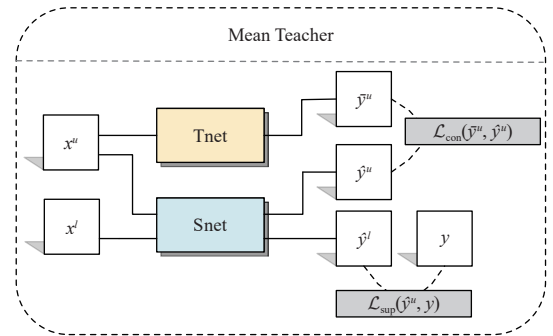 Mean Teacher
x^u
Tnet
ȳ^u
ℒ_con(ȳ^u, ŷ^u)
ŷ^u
x^l
Snet
ŷ^l
y
ℒ_sup(ŷ^u, y)